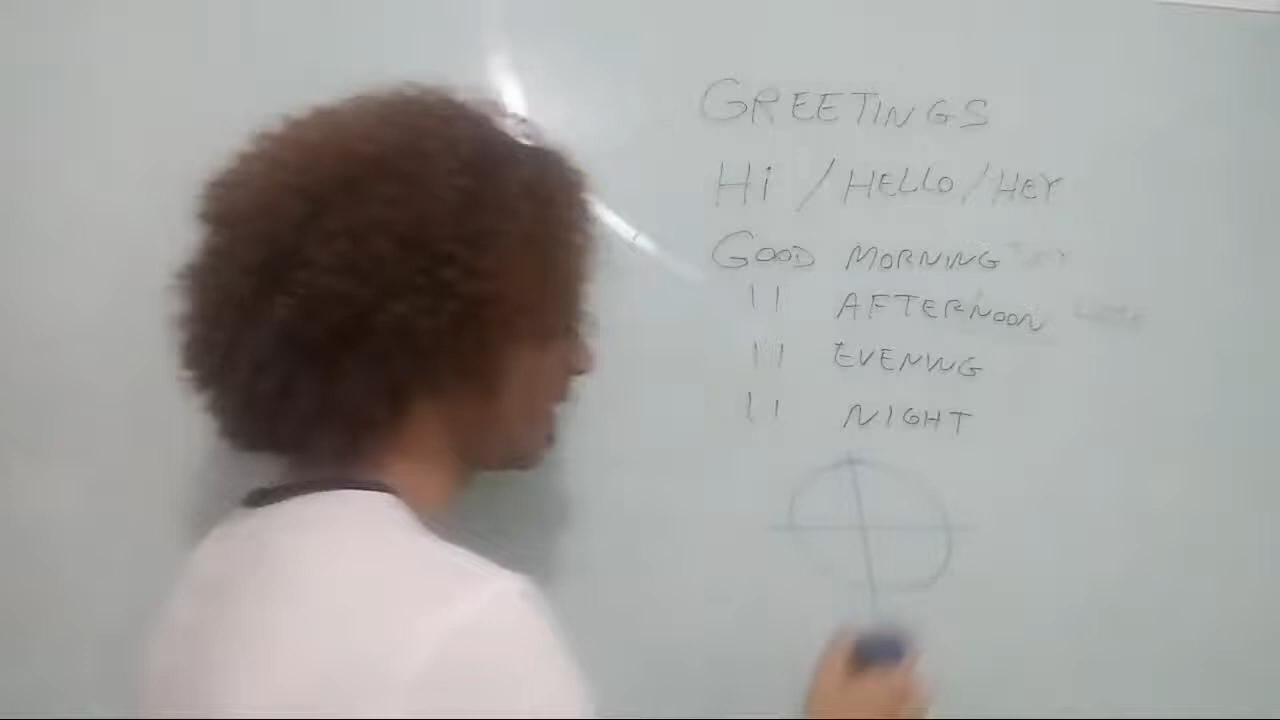 GREETINGS
Hi / HELLO / HEY
GOOD MORNING
" AFTERNOON
" EVENING
" NIGHT